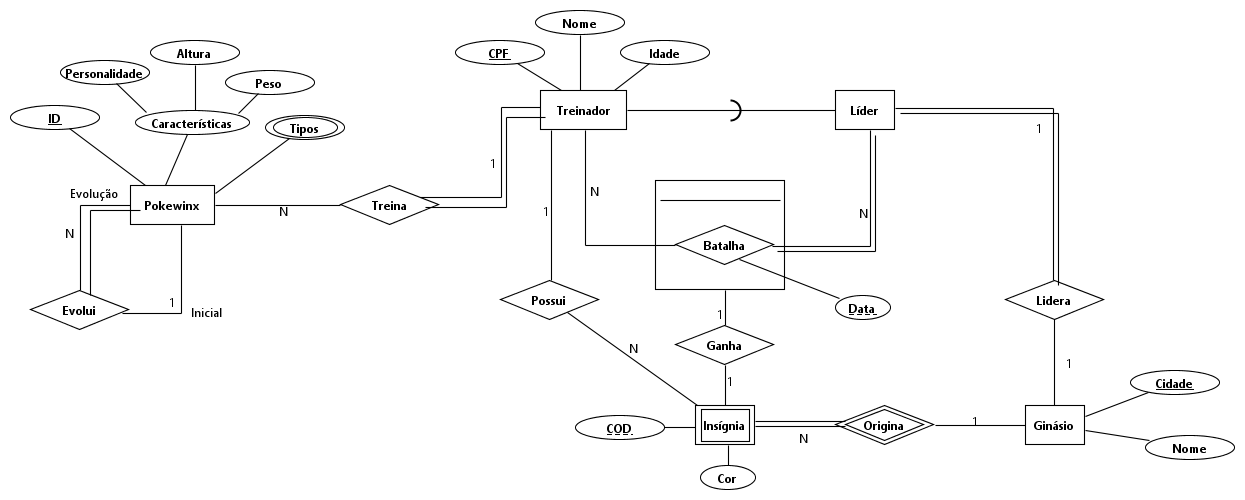 Nome
CPF
Idade
Altura
Personalidade
Peso
ID
Características
Tipos
Treinador
Líder
1
1
Evolução
Pokewinx
N
Treina
N
1
N
N
Batalha
Evolui
1
Inicial
Possui
Data
Lidera
1
Ganha
N
1
1
Cidade
COD
Insígnia
N
Origina
1
Ginásio
Nome
Cor